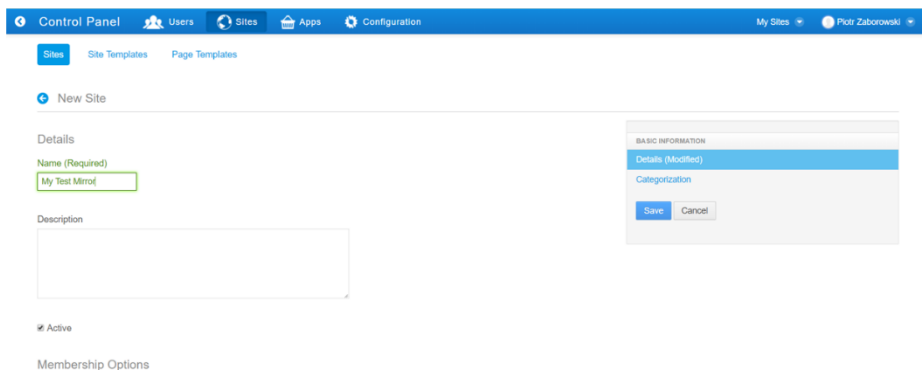 Control Panel Users Sites Apps Configuration My Sites Piotr Zaborowski
Sites Site Templates Page Templates
New Site
Details
Name (Required)
My Test Mirror
Description
Active
Membership Options
BASIC INFORMATION
Details (Modified)
Categorization
Save Cancel